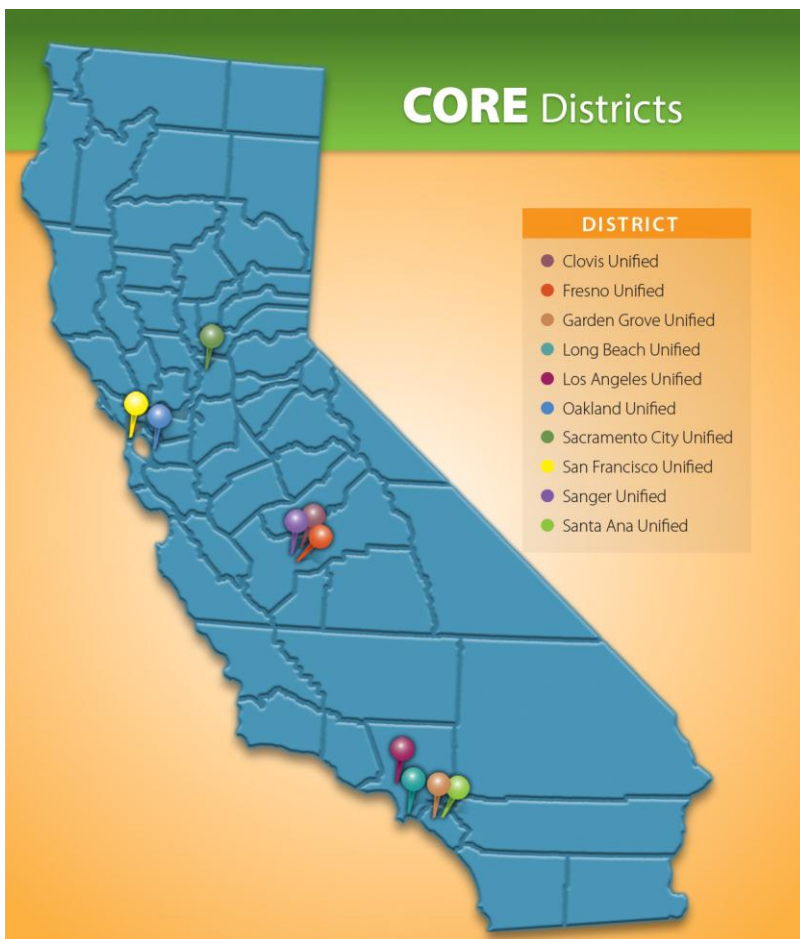 CORE Districts
DISTRICT
Clovis Unified
Fresno Unified
Garden Grove Unified
Long Beach Unified
Los Angeles Unified
Oakland Unified
Sacramento City Unified
San Francisco Unified
Sanger Unified
Santa Ana Unified